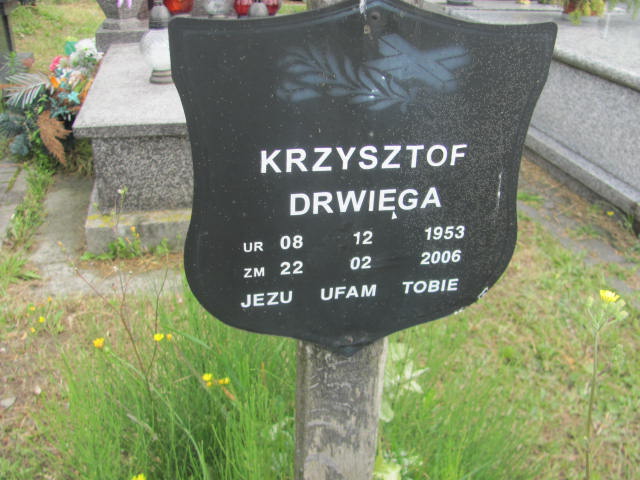 KRZYSZTOF
DRWIĘGA
UR 08 12 1953
ZM 22 02 2006
JEZU UFAM TOBIE